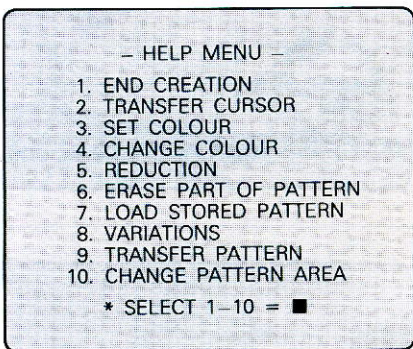 – HELP MENU –
1. END CREATION
2. TRANSFER CURSOR
3. SET COLOUR
4. CHANGE COLOUR
5. REDUCTION
6. ERASE PART OF PATTERN
7. LOAD STORED PATTERN
8. VARIATIONS
9. TRANSFER PATTERN
10. CHANGE PATTERN AREA
* SELECT 1–10 = ■